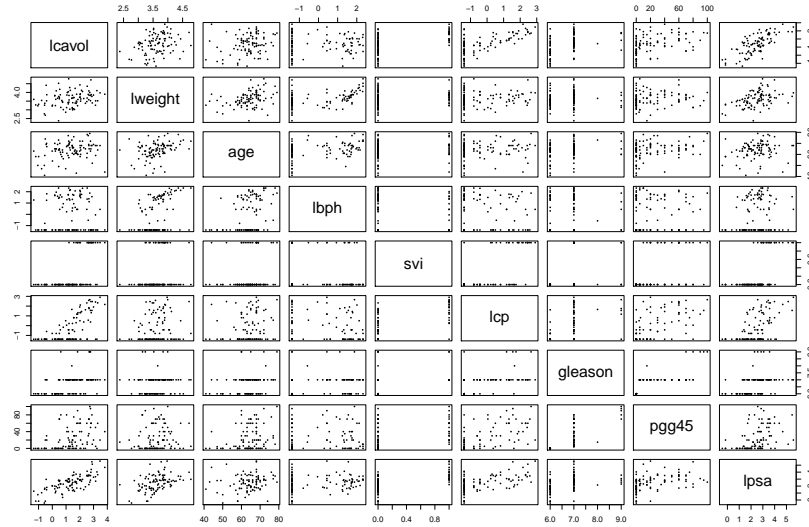 2.5 3.5 4.5
−1 0 1 2
−1 0 1 2 3
0 20 40 60 80 100
lcavol
2.5 4.0
lweight
age
−1 1 2
lbph
svi
−1 1 3
lcp
gleason
0 40 80
pgg45
lpsa
−1 0 1 2 3 4
40 50 60 70 80
0.0 0.4 0.8
6.0 7.0 8.0 9.0
0 1 2 3 4 5